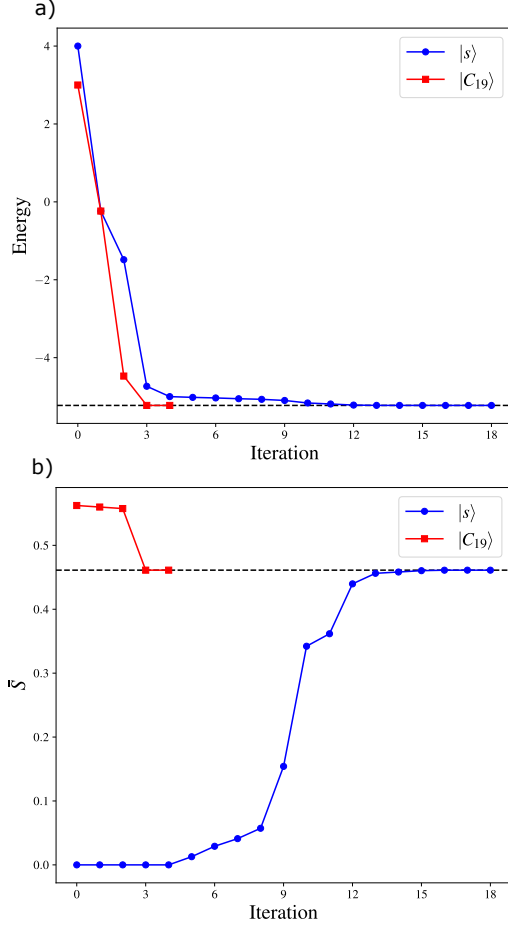 a)
4
2
0
−2
−4
Energy
|s⟩
|C₁₉⟩
0 3 6 9 12 15 18
Iteration
b)
0.5
0.4
0.3
0.2
0.1
0.0
S̄
|s⟩
|C₁₉⟩
0 3 6 9 12 15 18
Iteration